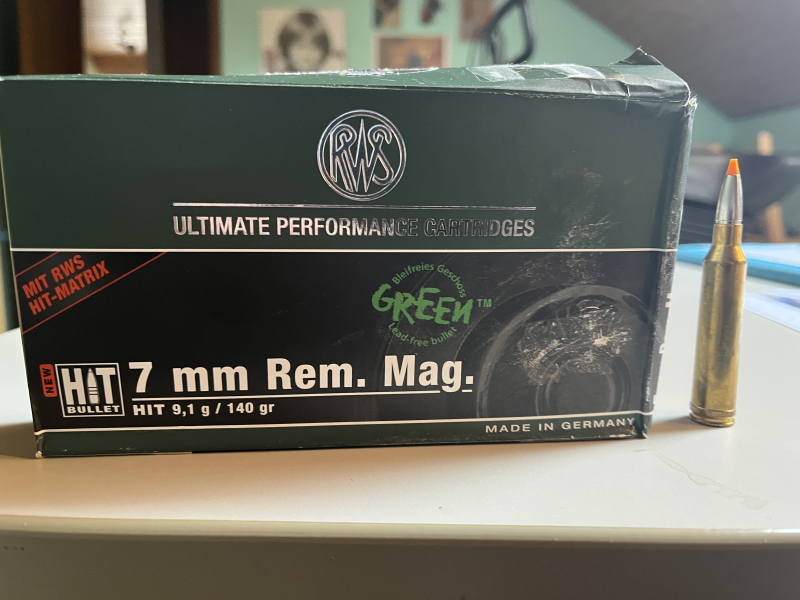 RWS
ULTIMATE PERFORMANCE CARTRIDGES
MIT RWS
HIT-MATRIX
Bleifreies Geschoss
GREEN™
Lead-free bullet
NEW
HIT
BULLET
7 mm Rem. Mag.
HIT 9,1 g / 140 gr
MADE IN GERMANY